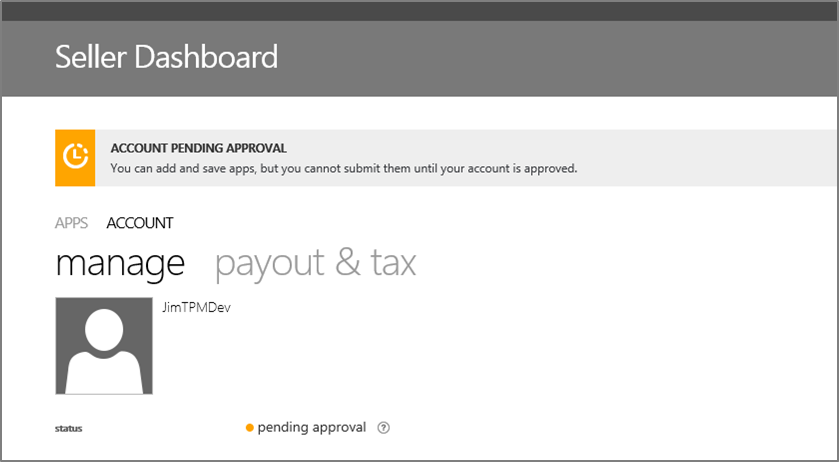 Seller Dashboard
ACCOUNT PENDING APPROVAL
You can add and save apps, but you cannot submit them until your account is approved.
APPS ACCOUNT
manage payout & tax
JimTPMDev
status pending approval ?